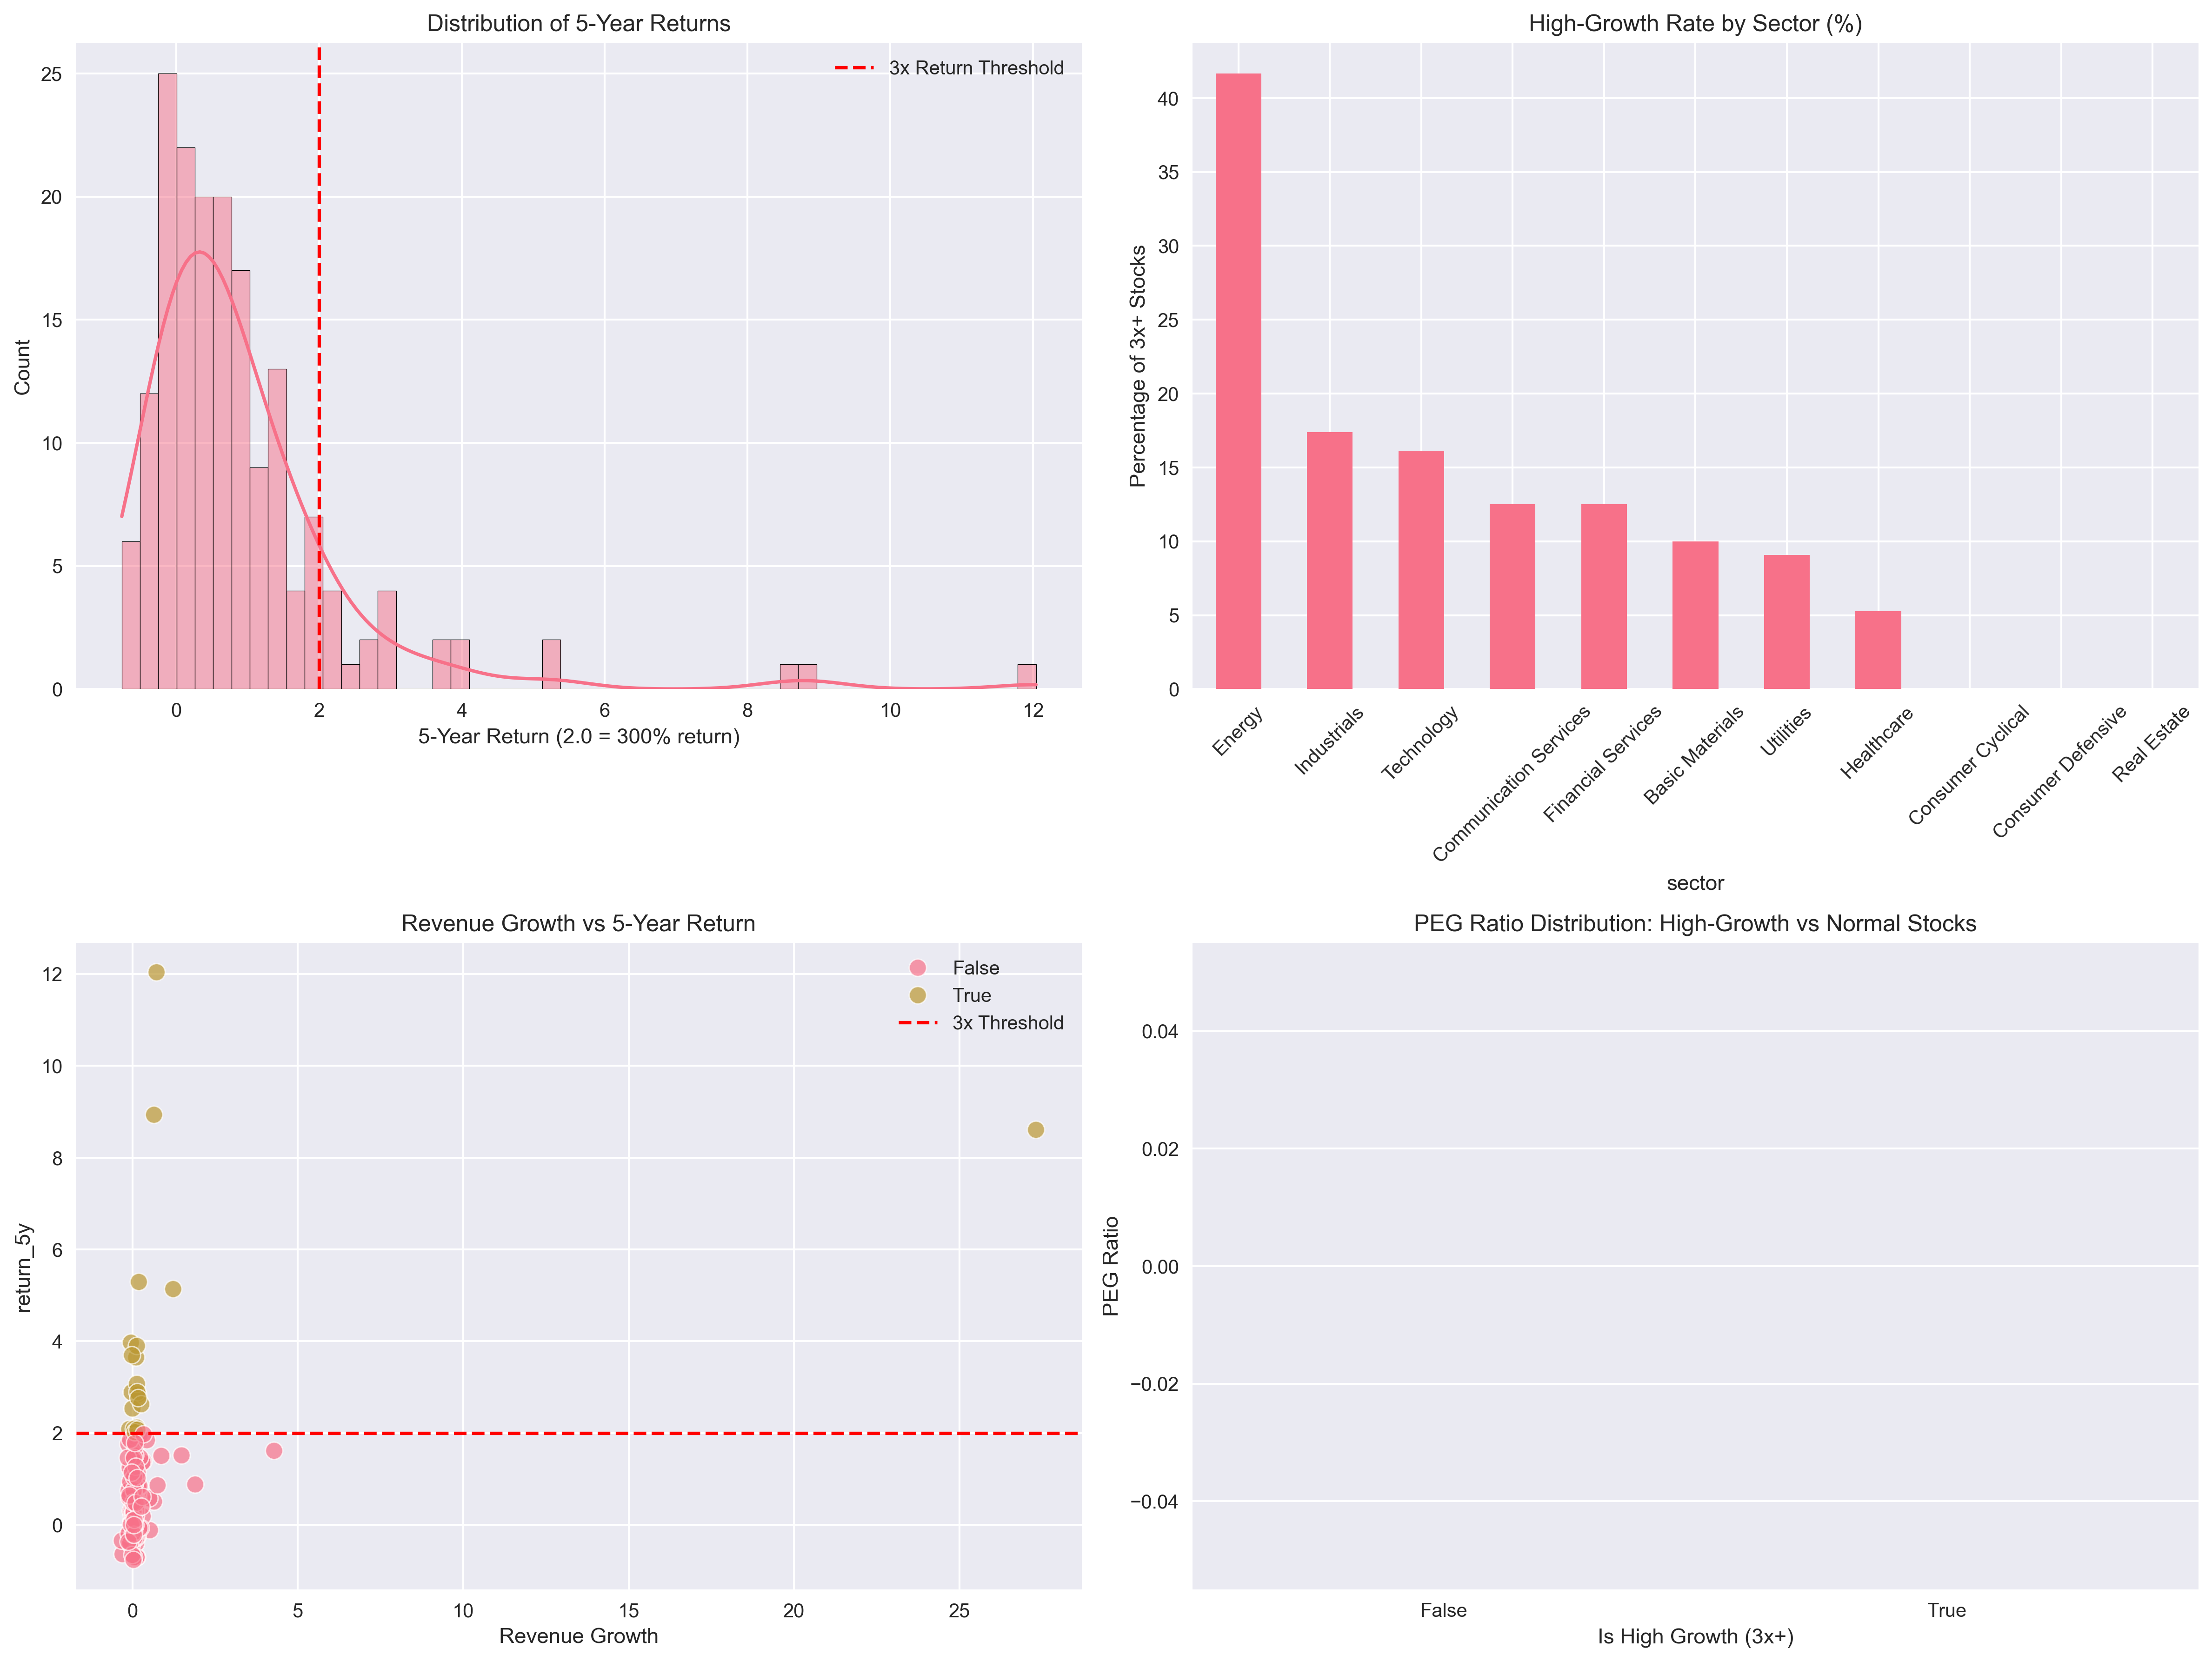 Distribution of 5-Year Returns
3x Return Threshold
25
20
15
10
5
0
Count
0 2 4 6 8 10 12
5-Year Return (2.0 = 300% return)
High-Growth Rate by Sector (%)
40
35
30
25
20
15
10
5
0
Percentage of 3x+ Stocks
Energy
Industrials
Technology
Communication Services
Financial Services
Basic Materials
Utilities
Healthcare
Consumer Cyclical
Consumer Defensive
Real Estate
sector
Revenue Growth vs 5-Year Return
False
True
3x Threshold
12
10
8
6
4
2
0
return_5y
0 5 10 15 20 25
Revenue Growth
PEG Ratio Distribution: High-Growth vs Normal Stocks
0.04
0.02
0.00
−0.02
−0.04
PEG Ratio
False True
Is High Growth (3x+)